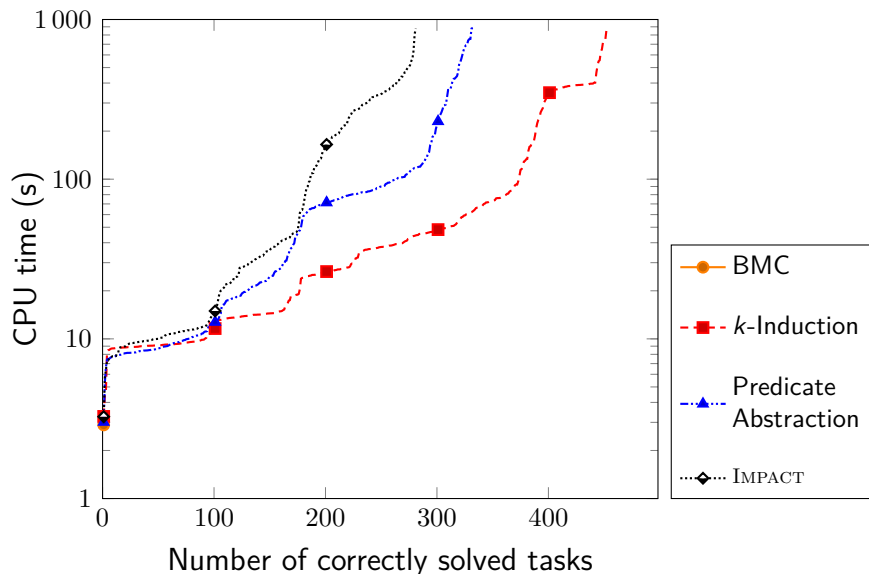 1 000
100
10
1
CPU time (s)
0
100
200
300
400
Number of correctly solved tasks
BMC
k-Induction
Predicate
Abstraction
IMPACT